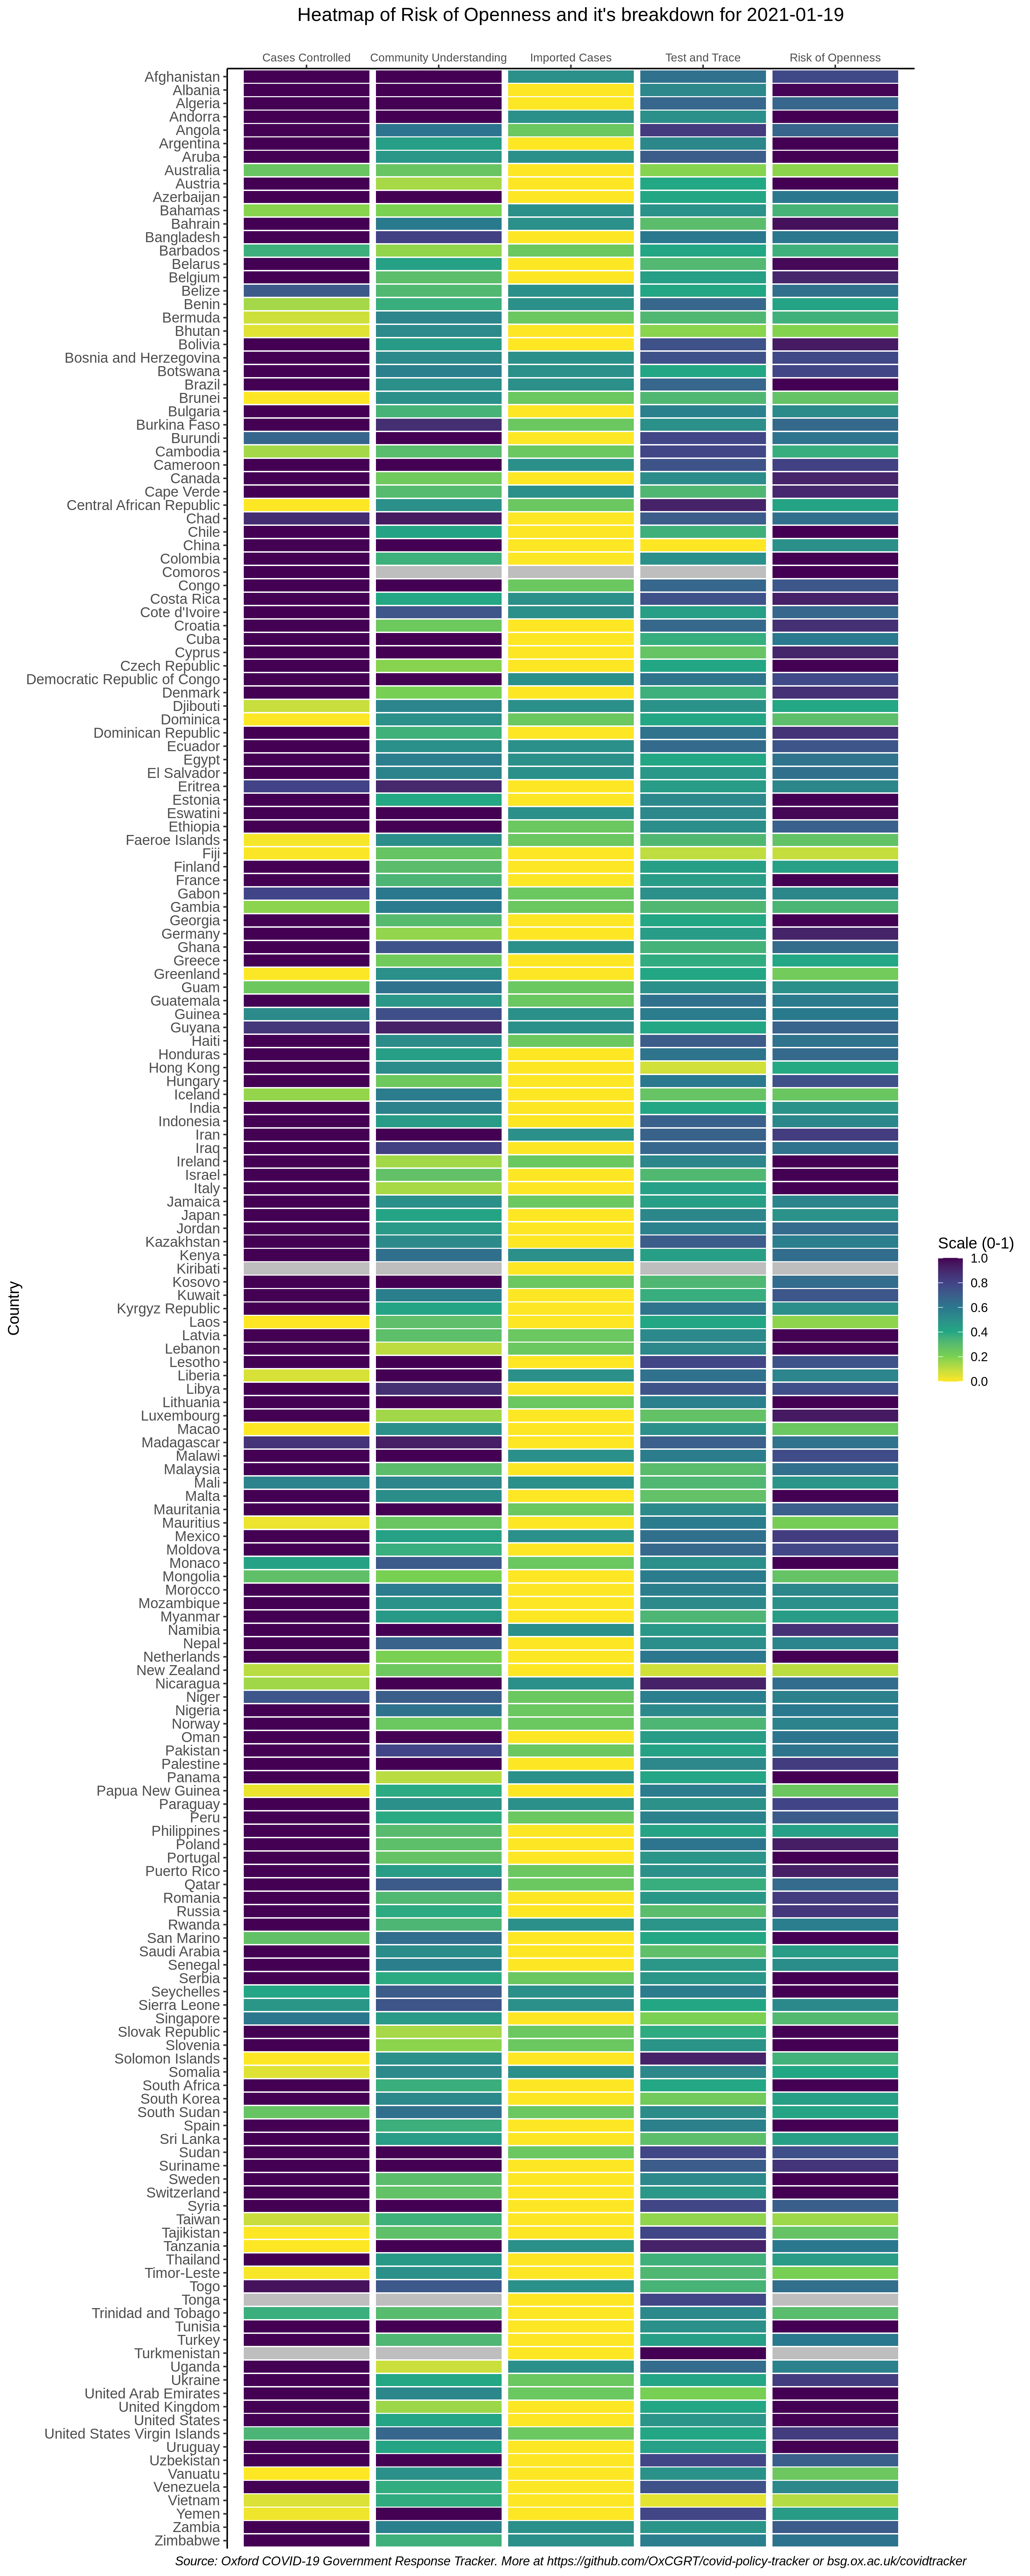 Heatmap of Risk of Openness and it's breakdown for 2021-01-19
Cases Controlled Community Understanding Imported Cases Test and Trace Risk of Openness
Afghanistan
Albania
Algeria
Andorra
Angola
Argentina
Aruba
Australia
Austria
Azerbaijan
Bahamas
Bahrain
Bangladesh
Barbados
Belarus
Belgium
Belize
Benin
Bermuda
Bhutan
Bolivia
Bosnia and Herzegovina
Botswana
Brazil
Brunei
Bulgaria
Burkina Faso
Burundi
Cambodia
Cameroon
Canada
Cape Verde
Central African Republic
Chad
Chile
China
Colombia
Comoros
Congo
Costa Rica
Cote d'Ivoire
Croatia
Cuba
Cyprus
Czech Republic
Democratic Republic of Congo
Denmark
Djibouti
Dominica
Dominican Republic
Ecuador
Egypt
El Salvador
Eritrea
Estonia
Eswatini
Ethiopia
Faeroe Islands
Fiji
Finland
France
Gabon
Gambia
Georgia
Germany
Ghana
Greece
Greenland
Guam
Guatemala
Guinea
Guyana
Haiti
Honduras
Hong Kong
Hungary
Iceland
India
Indonesia
Iran
Iraq
Ireland
Israel
Italy
Jamaica
Japan
Jordan
Kazakhstan
Kenya
Kiribati
Kosovo
Kuwait
Kyrgyz Republic
Laos
Latvia
Lebanon
Lesotho
Liberia
Libya
Lithuania
Luxembourg
Macao
Madagascar
Malawi
Malaysia
Mali
Malta
Mauritania
Mauritius
Mexico
Moldova
Monaco
Mongolia
Morocco
Mozambique
Myanmar
Namibia
Nepal
Netherlands
New Zealand
Nicaragua
Niger
Nigeria
Norway
Oman
Pakistan
Palestine
Panama
Papua New Guinea
Paraguay
Peru
Philippines
Poland
Portugal
Puerto Rico
Qatar
Romania
Russia
Rwanda
San Marino
Saudi Arabia
Senegal
Serbia
Seychelles
Sierra Leone
Singapore
Slovak Republic
Slovenia
Solomon Islands
Somalia
South Africa
South Korea
South Sudan
Spain
Sri Lanka
Sudan
Suriname
Sweden
Switzerland
Syria
Taiwan
Tajikistan
Tanzania
Thailand
Timor-Leste
Togo
Tonga
Trinidad and Tobago
Tunisia
Turkey
Turkmenistan
Uganda
Ukraine
United Arab Emirates
United Kingdom
United States
United States Virgin Islands
Uruguay
Uzbekistan
Vanuatu
Venezuela
Vietnam
Yemen
Zambia
Zimbabwe
Country
Scale (0-1)
1.0
0.8
0.6
0.4
0.2
0.0
Source: Oxford COVID-19 Government Response Tracker. More at https://github.com/OxCGRT/covid-policy-tracker or bsg.ox.ac.uk/covidtracker